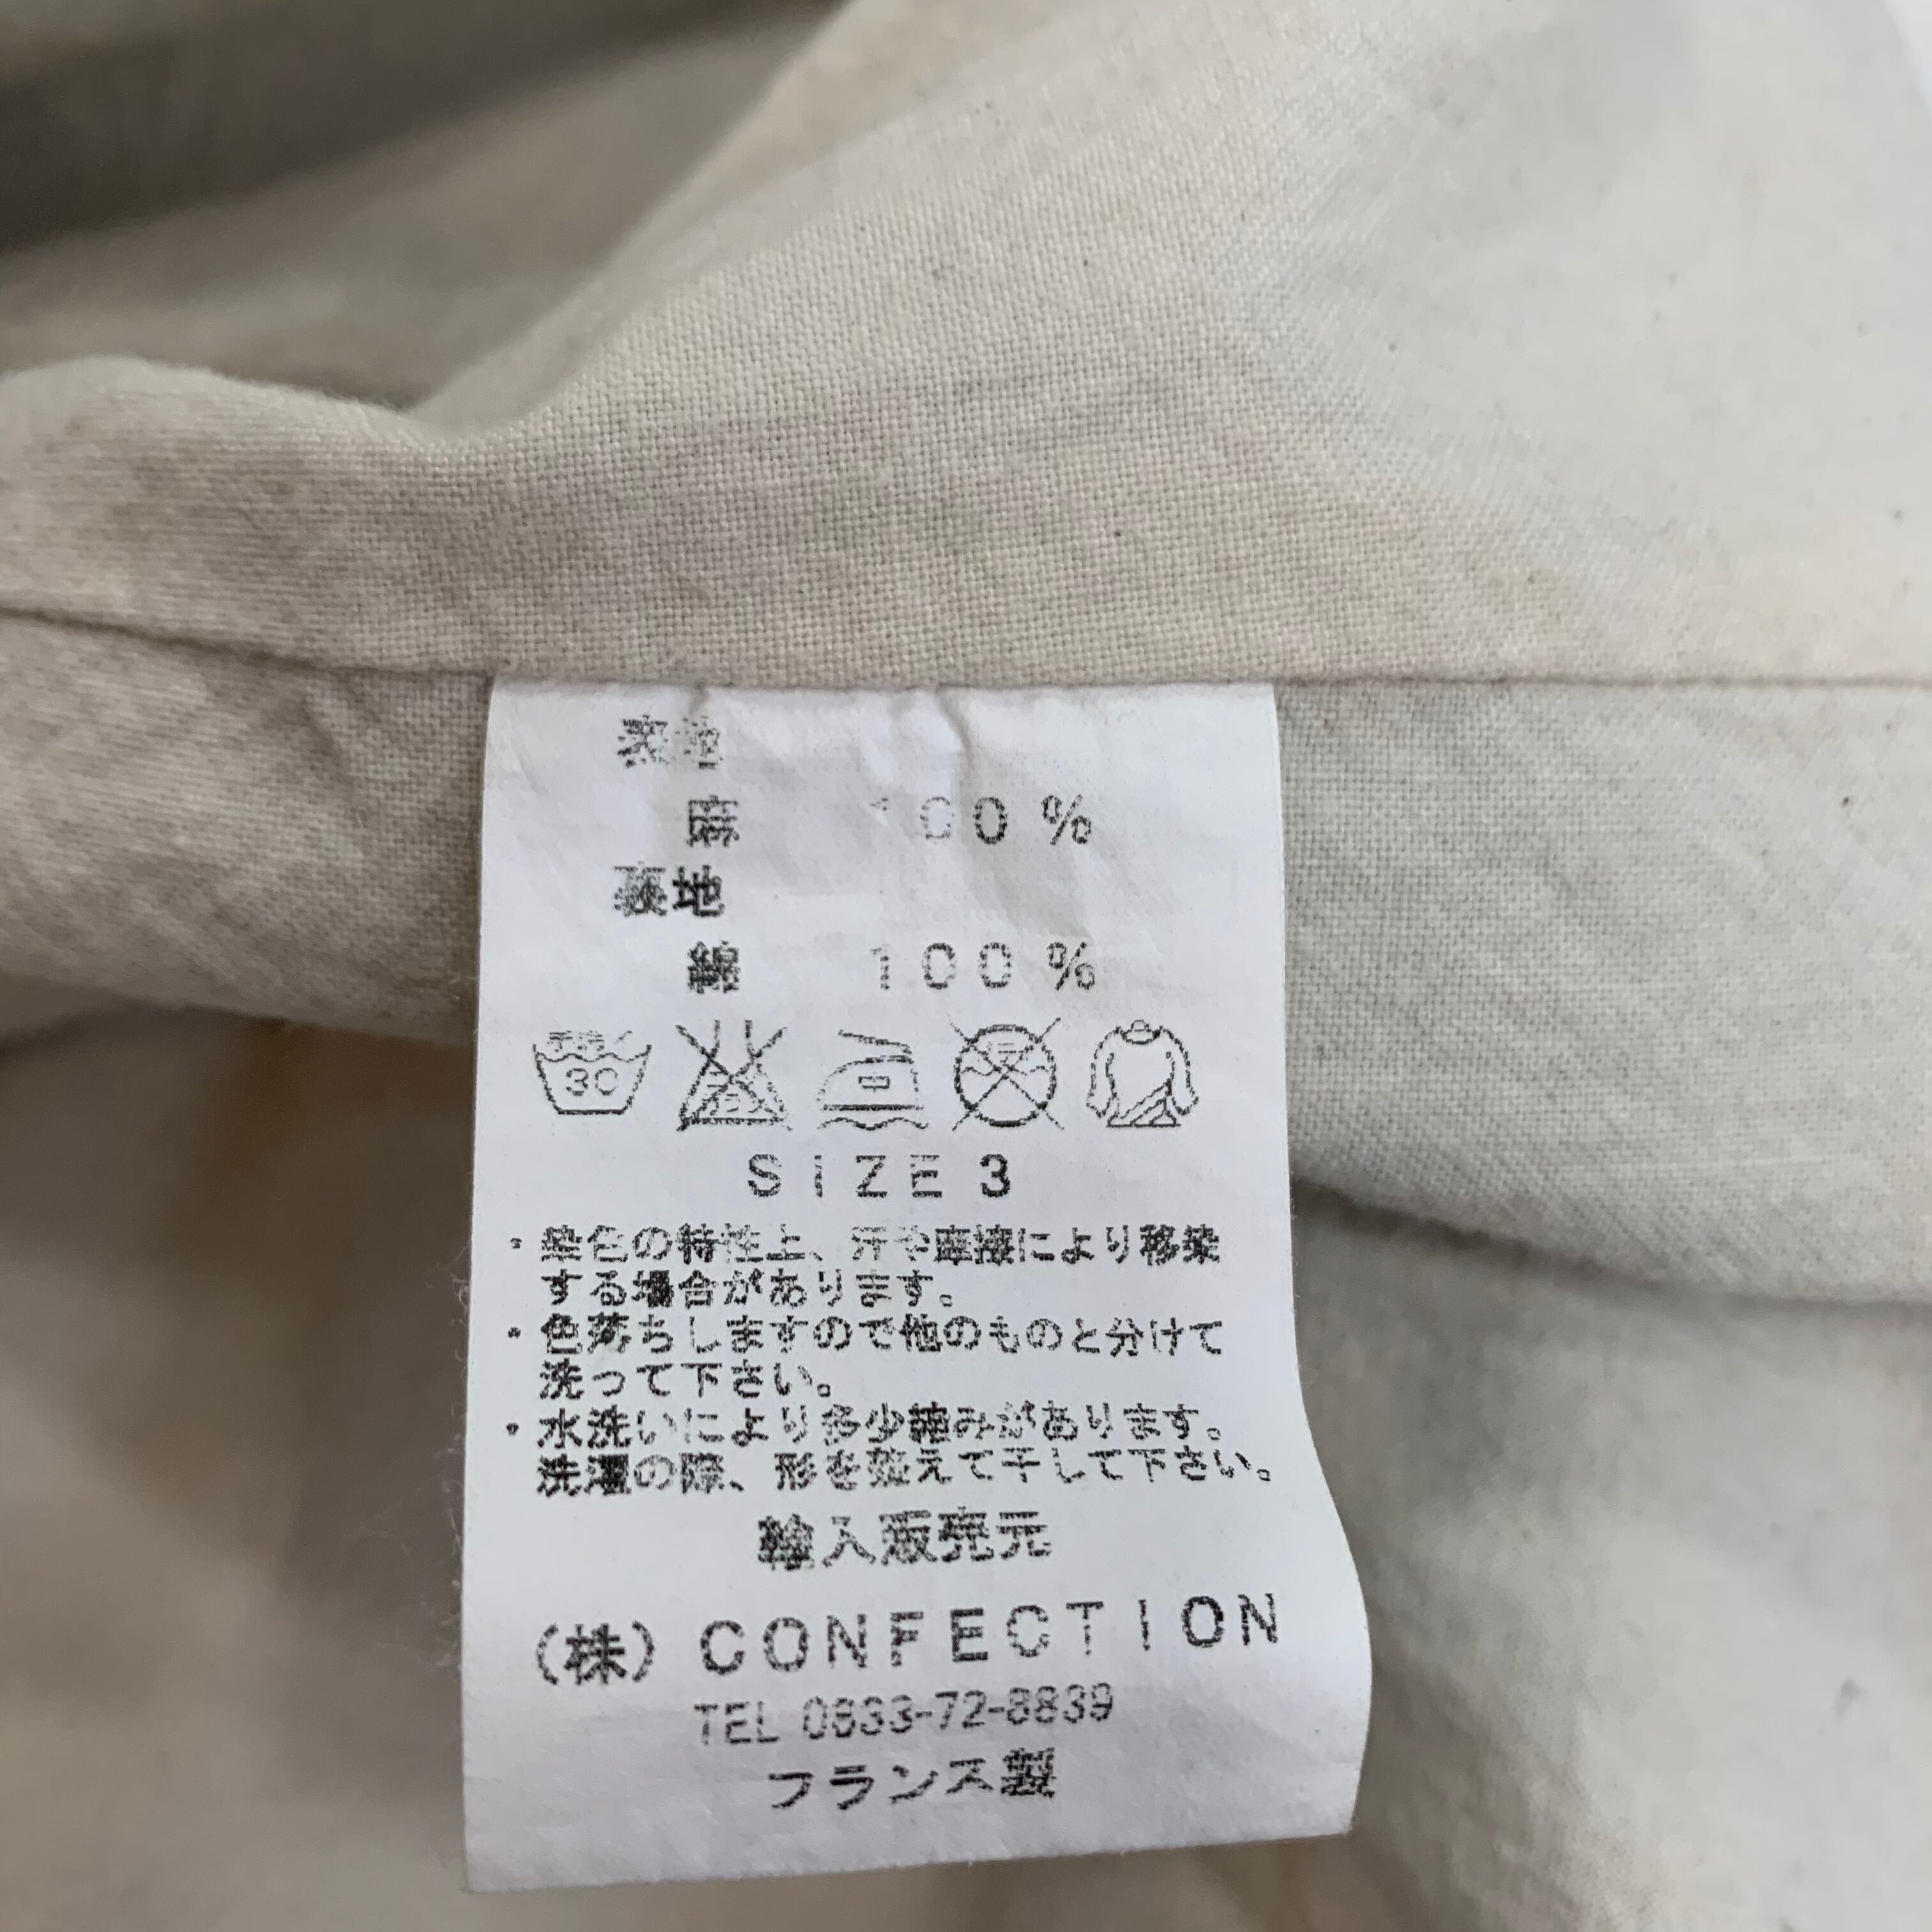 表地
麻 100%
裏地
綿 100%
手洗イ
30
中
SIZE 3
・染色の特性上、汗や摩擦により移染
する場合があります。
・色落ちしますので他のものと分けて
洗って下さい。
・水洗いにより多少縮みがあります。
洗濯の際、形を整えて干して下さい。
輸入販売元
(株) CONFECTION
TEL 0833-72-8839
フランス製